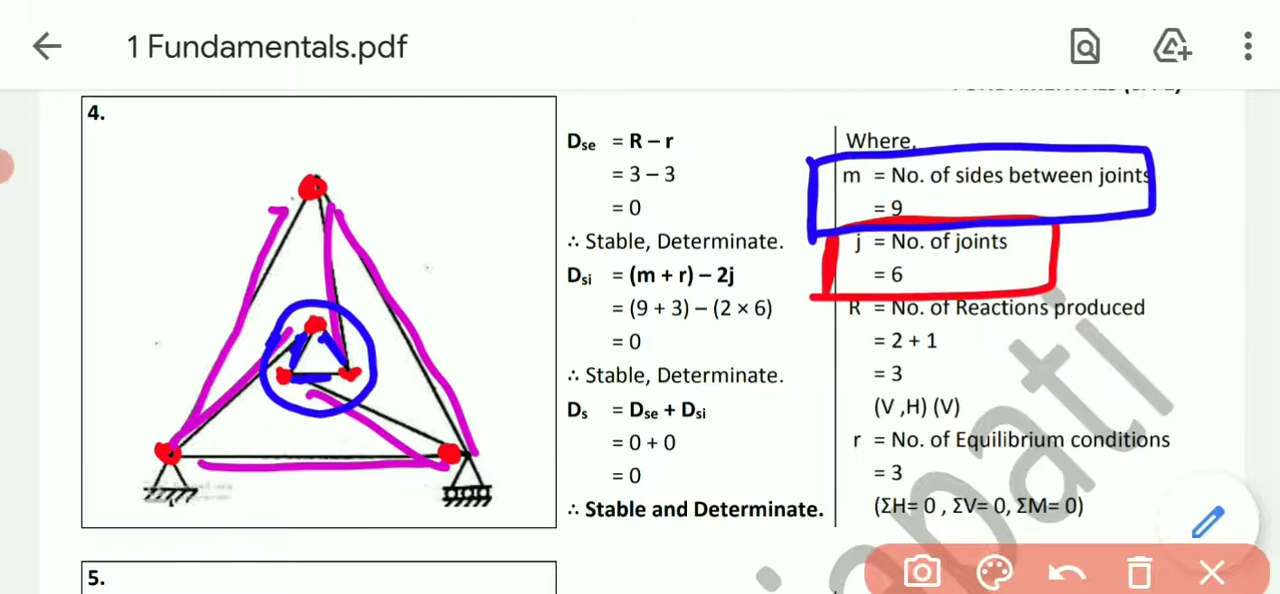 1 Fundamentals.pdf
4.
Dse = R – r
= 3 – 3
= 0
∴ Stable, Determinate.
Dsi = (m + r) – 2j
= (9 + 3) – (2 × 6)
= 0
∴ Stable, Determinate.
Ds = Dse + Dsi
= 0 + 0
= 0
∴ Stable and Determinate.
Where,
m = No. of sides between joints
= 9
j = No. of joints
= 6
R = No. of Reactions produced
= 2 + 1
= 3
(V ,H) (V)
r = No. of Equilibrium conditions
= 3
(ΣH= 0 , ΣV= 0, ΣM= 0)
5.